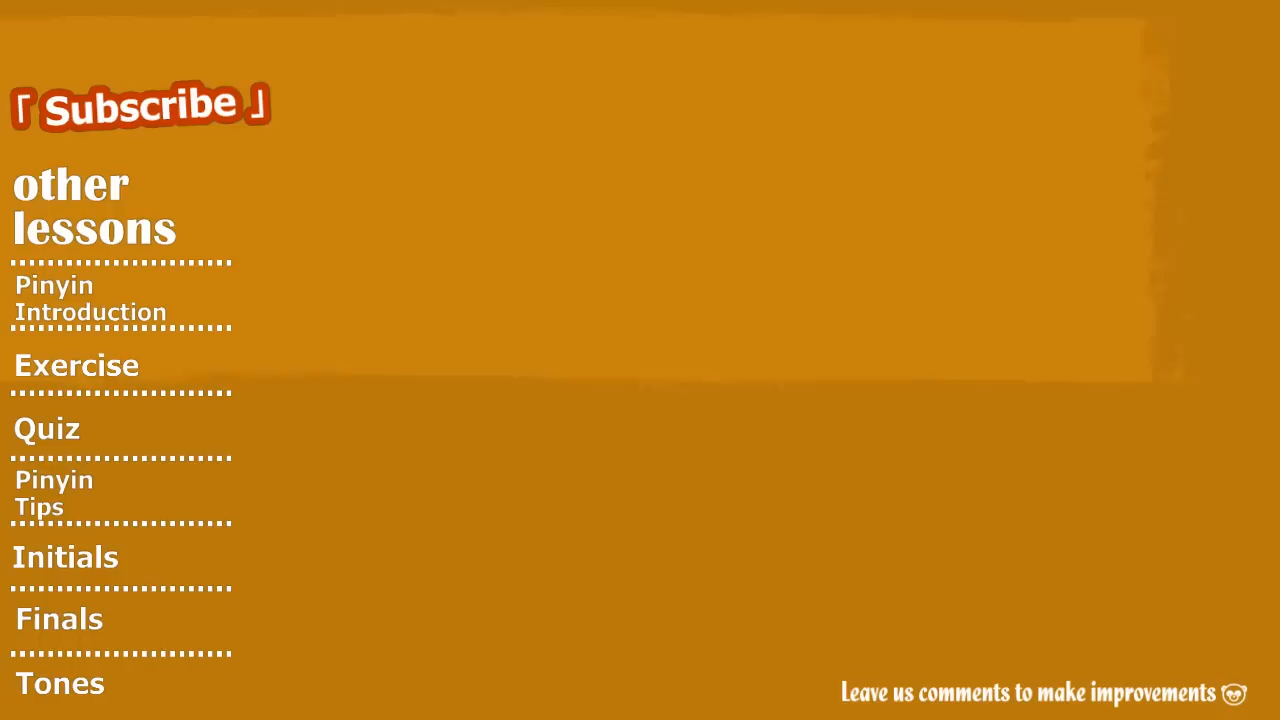 「 Subscribe 」
other
lessons
Pinyin
Introduction
Exercise
Quiz
Pinyin
Tips
Initials
Finals
Tones
Leave us comments to make improvements